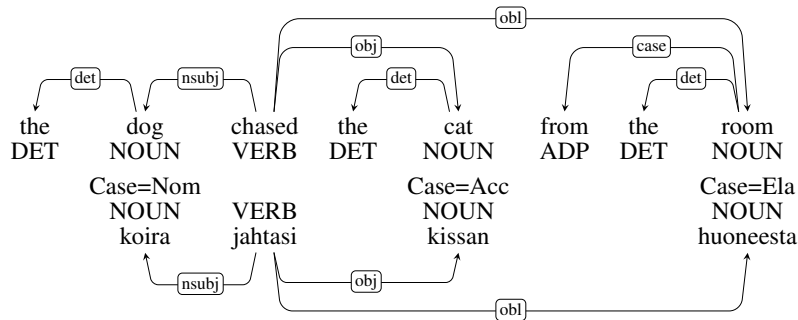 obl
obj case
det nsubj det det
the dog chased the cat from the room
DET NOUN VERB DET NOUN ADP DET NOUN
Case=Nom Case=Acc Case=Ela
NOUN VERB NOUN NOUN
koira jahtasi kissan huoneesta
nsubj obj
obl